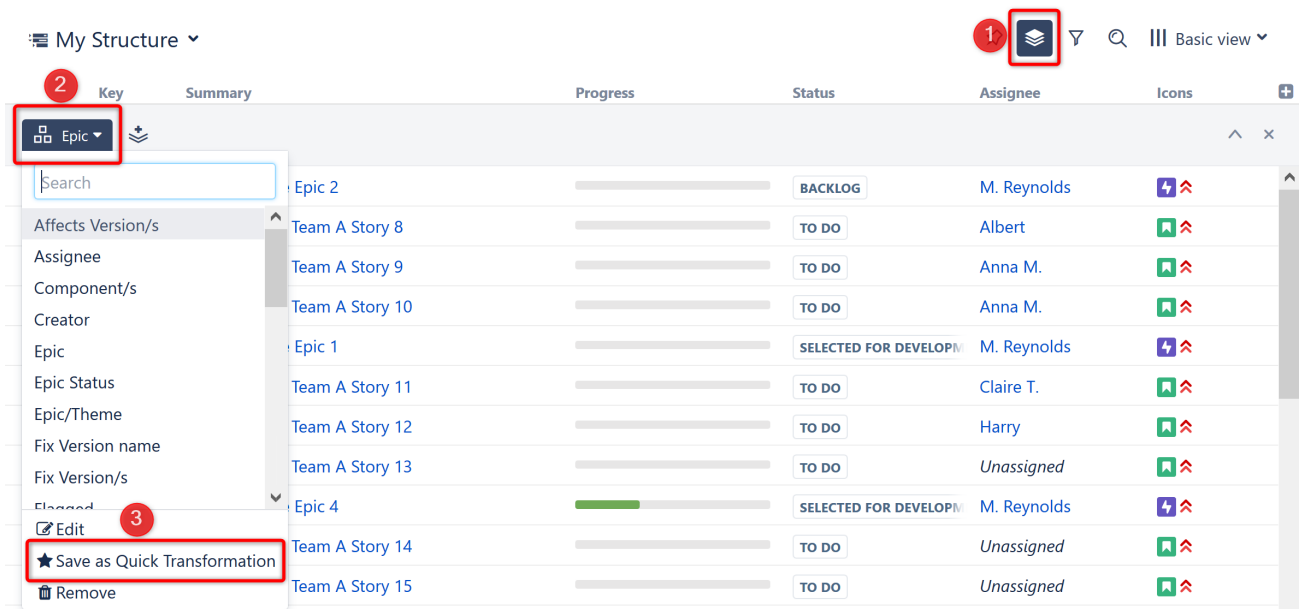 My Structure
1
Basic view
2
Key Summary Progress Status Assignee Icons
Epic
Search
Affects Version/s
Assignee
Component/s
Creator
Epic
Epic Status
Epic/Theme
Fix Version name
Fix Version/s
Flagged
Edit
3
Save as Quick Transformation
Remove
Epic 2 BACKLOG M. Reynolds
Team A Story 8 TO DO Albert
Team A Story 9 TO DO Anna M.
Team A Story 10 TO DO Anna M.
Epic 1 SELECTED FOR DEVELOPM M. Reynolds
Team A Story 11 TO DO Claire T.
Team A Story 12 TO DO Harry
Team A Story 13 TO DO Unassigned
Epic 4 SELECTED FOR DEVELOPM M. Reynolds
Team A Story 14 TO DO Unassigned
Team A Story 15 TO DO Unassigned